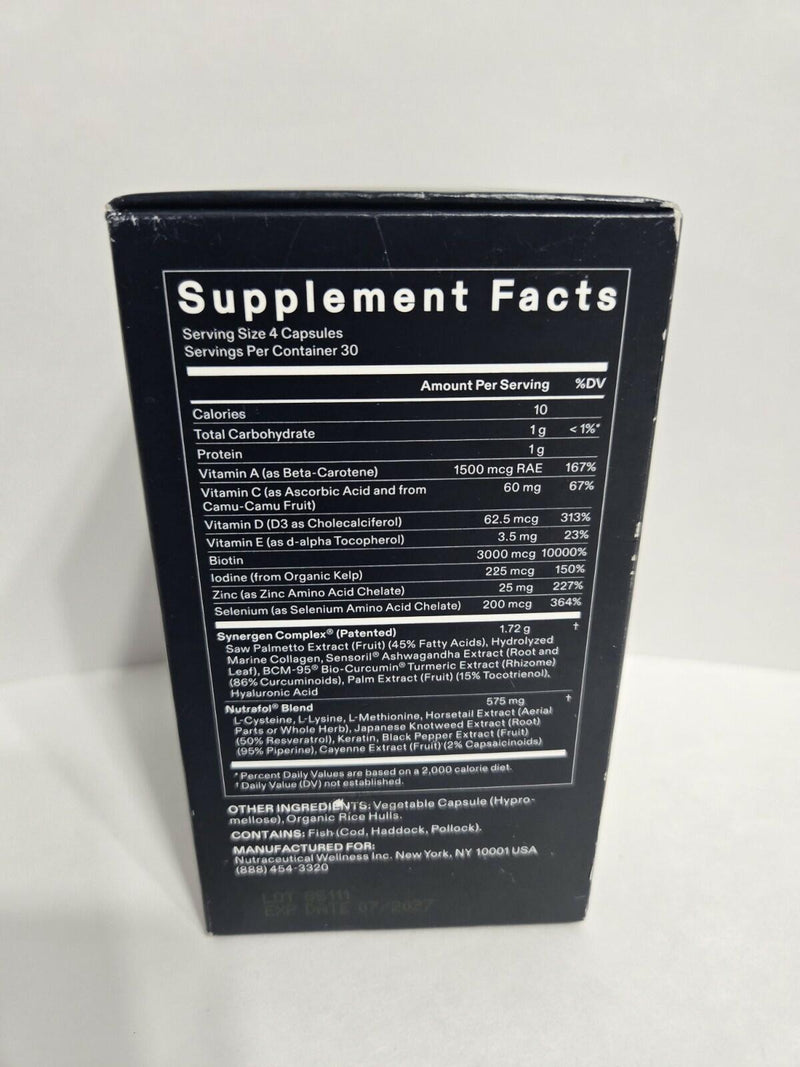 Supplement Facts
Serving Size 4 Capsules
Servings Per Container 30
Amount Per Serving %DV
Calories 10
Total Carbohydrate 1 g < 1%*
Protein 1 g
Vitamin A (as Beta-Carotene) 1500 mcg RAE 167%
Vitamin C (as Ascorbic Acid and from 60 mg 67%
Camu-Camu Fruit)
Vitamin D (D3 as Cholecalciferol) 62.5 mcg 313%
Vitamin E (as d-alpha Tocopherol) 3.5 mg 23%
Biotin 3000 mcg 10000%
Iodine (from Organic Kelp) 225 mcg 150%
Zinc (as Zinc Amino Acid Chelate) 25 mg 227%
Selenium (as Selenium Amino Acid Chelate) 200 mcg 364%
Synergen Complex® (Patented) 1.72 g †
Saw Palmetto Extract (Fruit) (45% Fatty Acids), Hydrolyzed
Marine Collagen, Sensoril® Ashwagandha Extract (Root and
Leaf), BCM-95® Bio-Curcumin® Turmeric Extract (Rhizome)
(86% Curcuminoids), Palm Extract (Fruit) (15% Tocotrienol),
Hyaluronic Acid
Nutrafol® Blend 575 mg †
L-Cysteine, L-Lysine, L-Methionine, Horsetail Extract (Aerial
Parts or Whole Herb), Japanese Knotweed Extract (Root)
(50% Resveratrol), Keratin, Black Pepper Extract (Fruit)
(95% Piperine), Cayenne Extract (Fruit) (2% Capsaicinoids)
* Percent Daily Values are based on a 2,000 calorie diet.
† Daily Value (DV) not established.
OTHER INGREDIENTS: Vegetable Capsule (Hypro-
mellose), Organic Rice Hulls.
CONTAINS: Fish (Cod, Haddock, Pollock).
MANUFACTURED FOR:
Nutraceutical Wellness Inc. New York, NY 10001 USA
(888) 454-3320
LOT
EXP DATE 07/2027